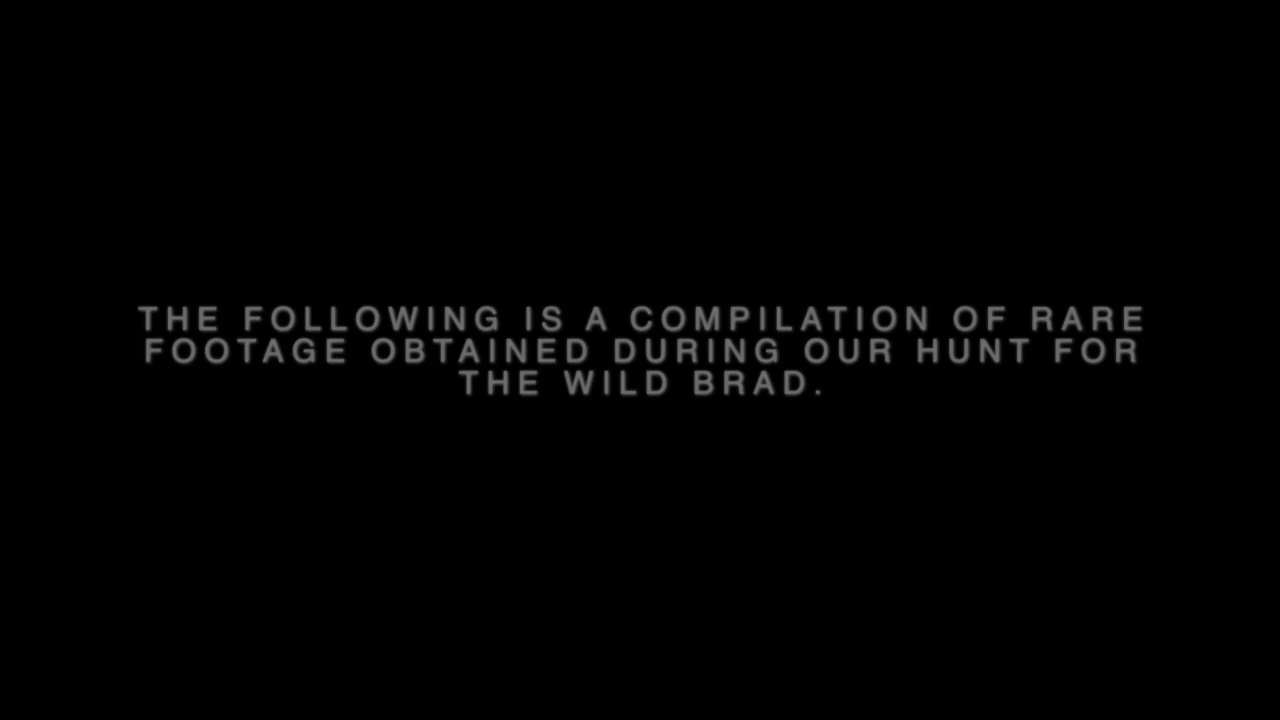 THE FOLLOWING IS A COMPILATION OF RARE
FOOTAGE OBTAINED DURING OUR HUNT FOR
THE WILD BRAD.